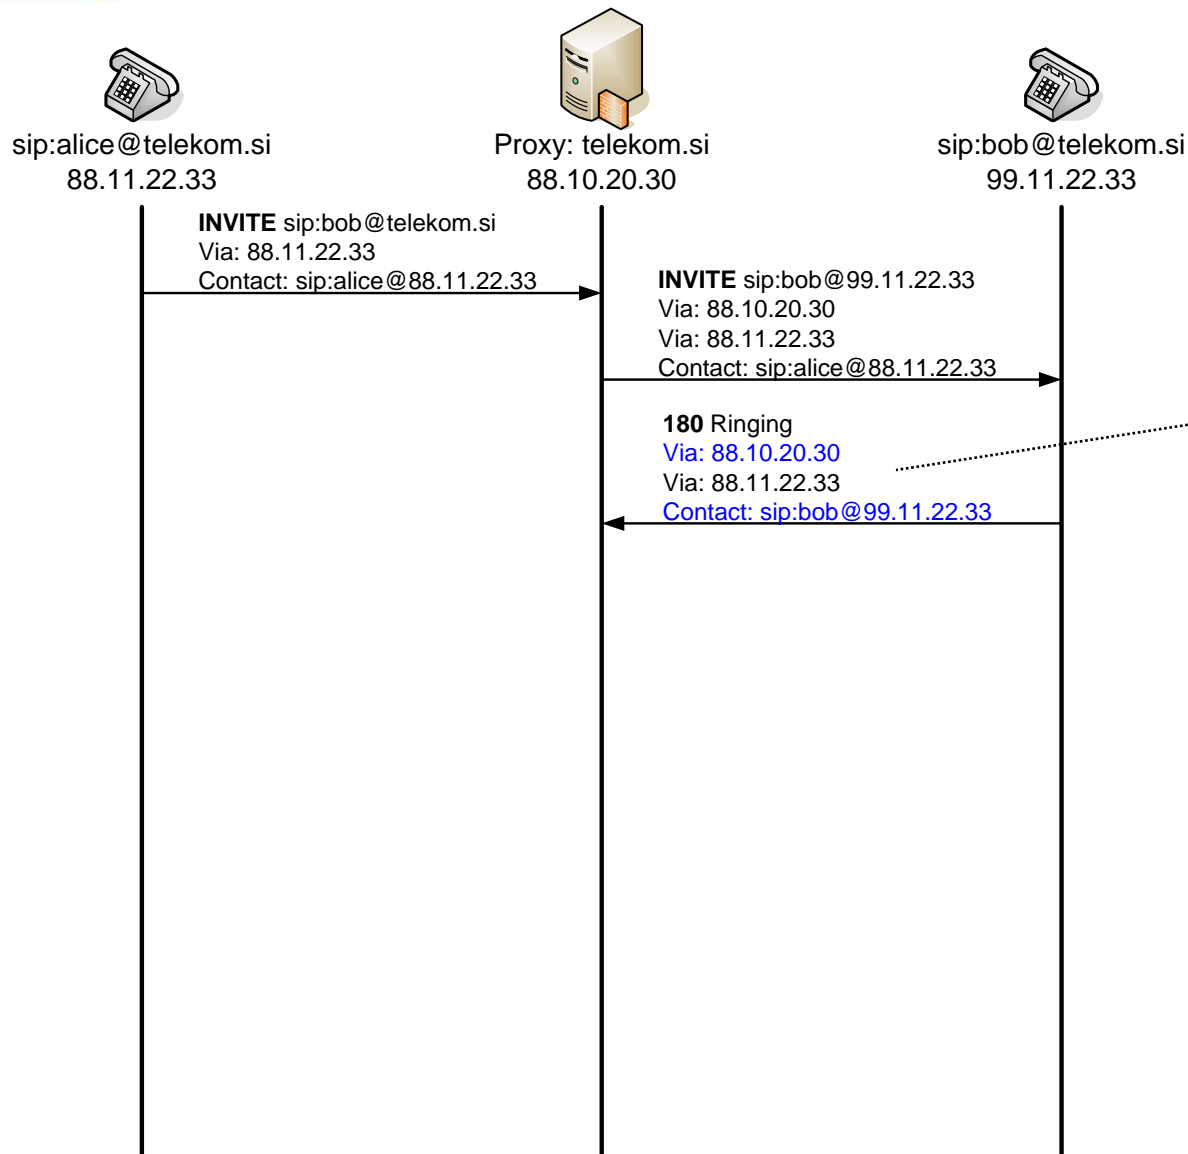 sip:alice@telekom.si
88.11.22.33
Proxy: telekom.si
88.10.20.30
sip:bob@telekom.si
99.11.22.33
INVITE sip:bob@telekom.si
Via: 88.11.22.33
Contact: sip:alice@88.11.22.33
INVITE sip:bob@99.11.22.33
Via: 88.10.20.30
Via: 88.11.22.33
Contact: sip:alice@88.11.22.33
180 Ringing
Via: 88.10.20.30
Via: 88.11.22.33
Contact: sip:bob@99.11.22.33